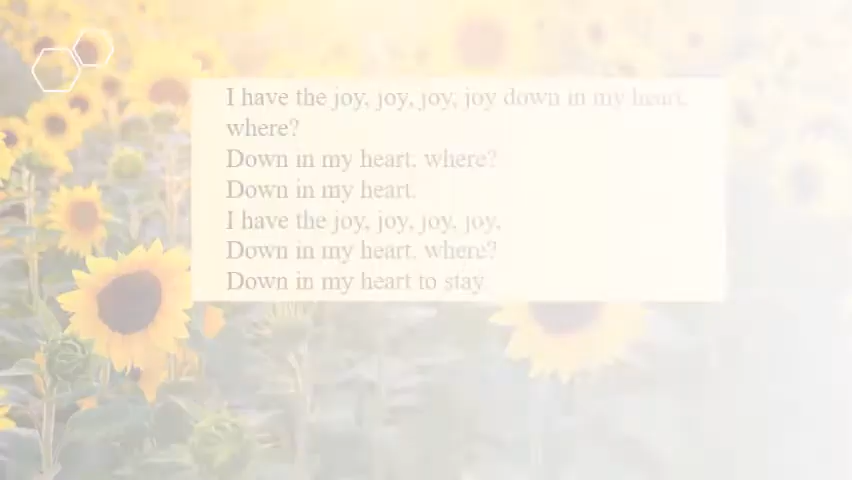 I have the joy, joy, joy, joy down in my heart,
where?
Down in my heart, where?
Down in my heart.
I have the joy, joy, joy, joy,
Down in my heart, where?
Down in my heart to stay